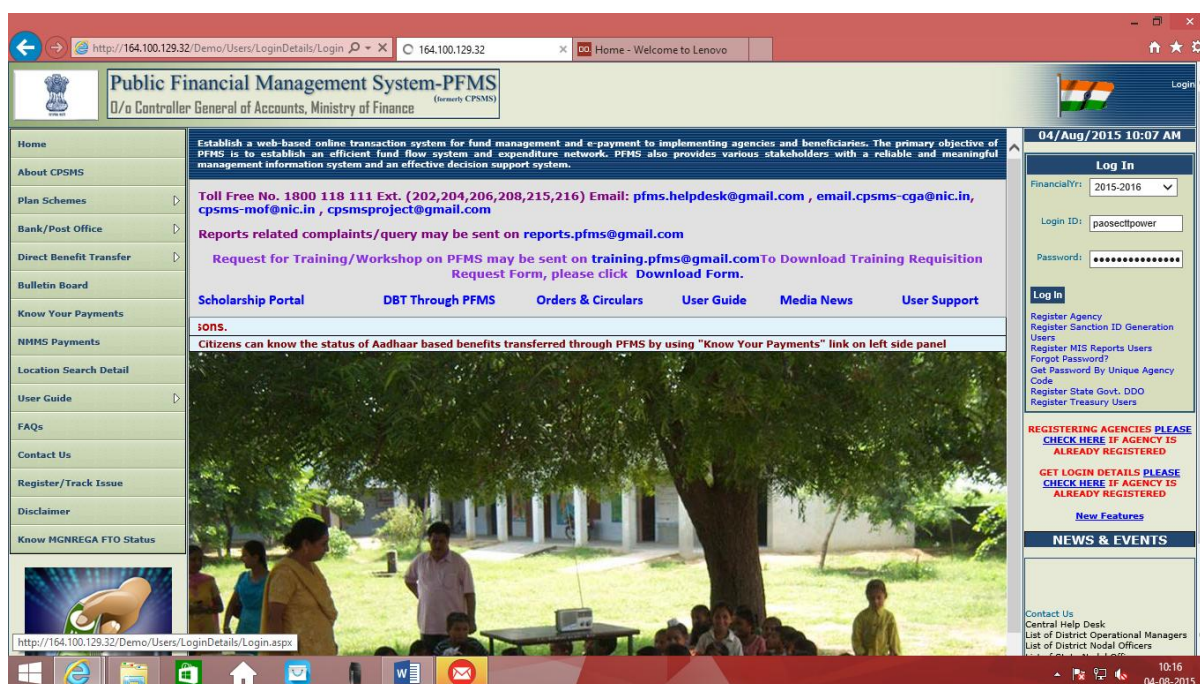 http://164.100.129.32/Demo/Users/LoginDetails/Login
164.100.129.32
Home - Welcome to Lenovo
Public Financial Management System-PFMS
(formerly CPSMS)
O/o Controller General of Accounts, Ministry of Finance
Login
04/Aug/2015 10:07 AM
Home
About CPSMS
Plan Schemes
Bank/Post Office
Direct Benefit Transfer
Bulletin Board
Know Your Payments
NMMS Payments
Location Search Detail
User Guide
FAQs
Contact Us
Register/Track Issue
Disclaimer
Know MGNREGA FTO Status
Establish a web-based online transaction system for fund management and e-payment to implementing agencies and beneficiaries. The primary objective of
PFMS is to establish an efficient fund flow system and expenditure network. PFMS also provides various stakeholders with a reliable and meaningful
management information system and an effective decision support system.
Toll Free No. 1800 118 111 Ext. (202,204,206,208,215,216) Email: pfms.helpdesk@gmail.com , email.cpsms-cga@nic.in,
cpsms-mof@nic.in , cpsmsproject@gmail.com
Reports related complaints/query may be sent on reports.pfms@gmail.com
Request for Training/Workshop on PFMS may be sent on training.pfms@gmail.comTo Download Training Requisition
Request Form, please click Download Form.
Scholarship Portal DBT Through PFMS Orders & Circulars User Guide Media News User Support
sons.
Citizens can know the status of Aadhaar based benefits transferred through PFMS by using "Know Your Payments" link on left side panel
Log In
FinancialYr: 2015-2016
Login ID: paosecttpower
Password:
Log In
Register Agency
Register Sanction ID Generation
Users
Register MIS Reports Users
Forgot Password?
Get Password By Unique Agency
Code
Register State Govt. DDO
Register Treasury Users
REGISTERING AGENCIES PLEASE
CHECK HERE IF AGENCY IS
ALREADY REGISTERED
GET LOGIN DETAILS PLEASE
CHECK HERE IF AGENCY IS
ALREADY REGISTERED
New Features
NEWS & EVENTS
Contact Us
Central Help Desk
List of District Operational Managers
List of District Nodal Officers
http://164.100.129.32/Demo/Users/LoginDetails/Login.aspx
10:16
04-08-2015